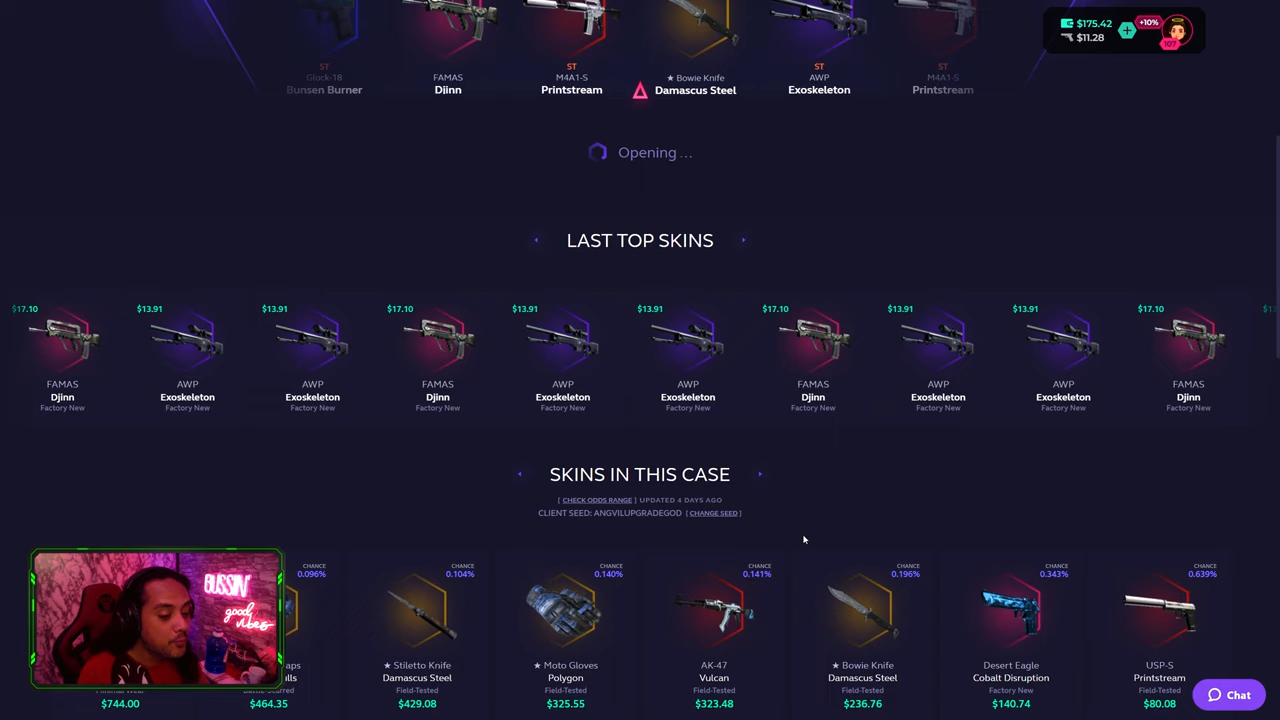 $175.42
+10%
$11.28
107
ST
ST
ST
ST
Glock-18
FAMAS
M4A1-S
★ Bowie Knife
AWP
M4A1-S
Bunsen Burner
Djinn
Printstream
Damascus Steel
Exoskeleton
Printstream
Opening ...
LAST TOP SKINS
$17.10
$13.91
$13.91
$17.10
$13.91
$13.91
$17.10
$13.91
$13.91
$17.10
FAMAS
AWP
AWP
FAMAS
AWP
AWP
FAMAS
AWP
AWP
FAMAS
Djinn
Exoskeleton
Exoskeleton
Djinn
Exoskeleton
Exoskeleton
Djinn
Exoskeleton
Exoskeleton
Djinn
Factory New
Factory New
Factory New
Factory New
Factory New
Factory New
Factory New
Factory New
Factory New
Factory New
SKINS IN THIS CASE
[ CHECK ODDS RANGE ] UPDATED 4 DAYS AGO
CLIENT SEED: ANGVILUPGRADEGOD [ CHANGE SEED ]
CHANCE
0.096%
CHANCE
0.104%
CHANCE
0.140%
CHANCE
0.141%
CHANCE
0.196%
CHANCE
0.343%
CHANCE
0.639%
BUSSIN'
good
vibes
★ Stiletto Knife
Damascus Steel
Field-Tested
$429.08
★ Moto Gloves
Polygon
Field-Tested
$325.55
AK-47
Vulcan
Field-Tested
$323.48
★ Bowie Knife
Damascus Steel
Field-Tested
$236.76
Desert Eagle
Cobalt Disruption
Factory New
$140.74
USP-S
Printstream
Field-Tested
$80.08
$744.00
$464.35
Chat